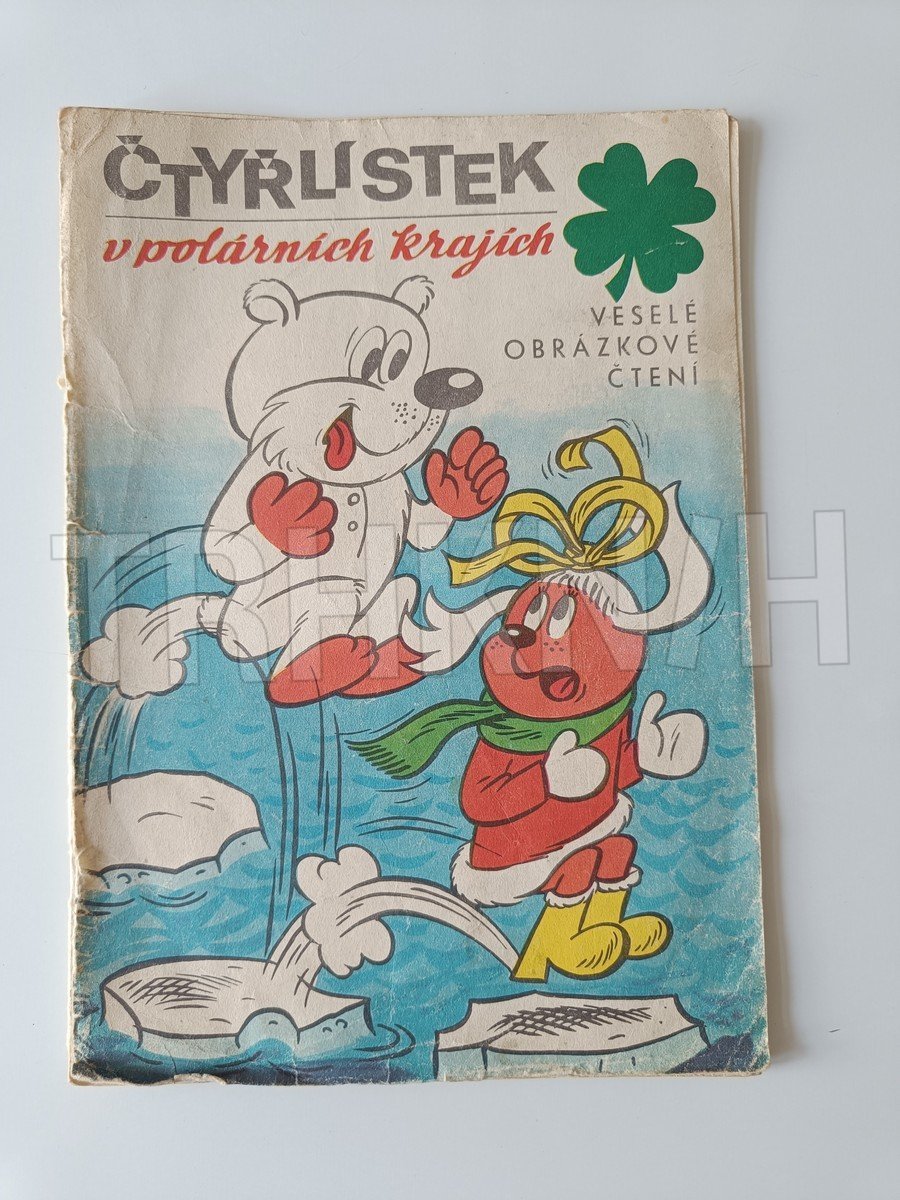 ČTYŘLÍSTEK
v polárních krajích
VESELÉ
OBRÁZKOVÉ
ČTENÍ